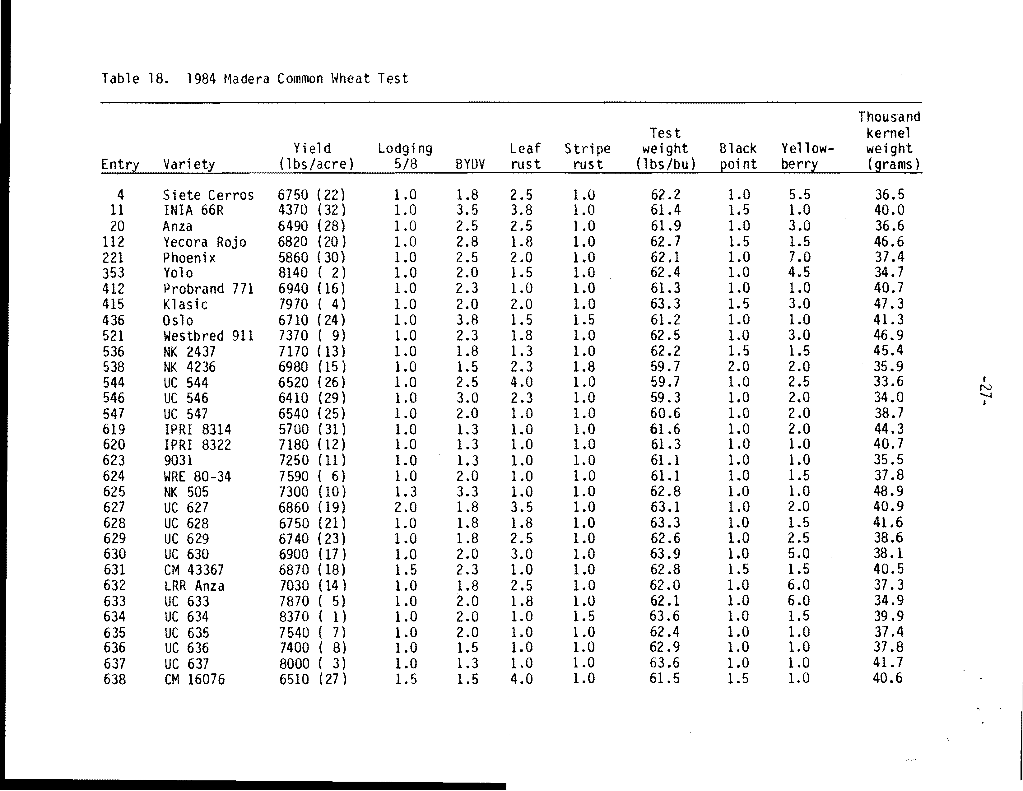 Table 18. 1984 Madera Common Wheat Test
Thousand
Test kernel
Yield Lodging Leaf Stripe weight Black Yellow- weight
Entry Variety (lbs/acre) 5/8 BYDV rust rust (lbs/bu) point berry (grams)
4 Siete Cerros 6750 (22) 1.0 1.8 2.5 1.0 62.2 1.0 5.5 36.5
11 INIA 66R 4370 (32) 1.0 3.5 3.8 1.0 61.4 1.5 1.0 40.0
20 Anza 6490 (28) 1.0 2.5 2.5 1.0 61.9 1.0 3.0 36.6
112 Yecora Rojo 6820 (20) 1.0 2.8 1.8 1.0 62.7 1.5 1.5 46.6
221 Phoenix 5860 (30) 1.0 2.5 2.0 1.0 62.1 1.0 7.0 37.4
353 Yolo 8140 ( 2) 1.0 2.0 1.5 1.0 62.4 1.0 4.5 34.7
412 Probrand 771 6940 (16) 1.0 2.3 1.0 1.0 61.3 1.0 1.0 40.7
415 Klasic 7970 ( 4) 1.0 2.0 2.0 1.0 63.3 1.5 3.0 47.3
436 Oslo 6710 (24) 1.0 3.8 1.5 1.5 61.2 1.0 1.0 41.3
521 Westbred 911 7370 ( 9) 1.0 2.3 1.8 1.0 62.5 1.0 3.0 46.9
536 NK 2437 7170 (13) 1.0 1.8 1.3 1.0 62.2 1.5 1.5 45.4
538 NK 4236 6980 (15) 1.0 1.5 2.3 1.8 59.7 2.0 2.0 35.9
544 UC 544 6520 (26) 1.0 2.5 4.0 1.0 59.7 1.0 2.5 33.6
546 UC 546 6410 (29) 1.0 3.0 2.3 1.0 59.3 1.0 2.0 34.0
547 UC 547 6540 (25) 1.0 2.0 1.0 1.0 60.6 1.0 2.0 38.7
619 IPRI 8314 5700 (31) 1.0 1.3 1.0 1.0 61.6 1.0 2.0 44.3
620 IPRI 8322 7180 (12) 1.0 1.3 1.0 1.0 61.3 1.0 1.0 40.7
623 9031 7250 (11) 1.0 1.3 1.0 1.0 61.1 1.0 1.0 35.5
624 WRE 80-34 7590 ( 6) 1.0 2.0 1.0 1.0 61.1 1.0 1.5 37.8
625 NK 505 7300 (10) 1.3 3.3 1.0 1.0 62.8 1.0 1.0 48.9
627 UC 627 6860 (19) 2.0 1.8 3.5 1.0 63.1 1.0 2.0 40.9
628 UC 628 6750 (21) 1.0 1.8 1.8 1.0 63.3 1.0 1.5 41.6
629 UC 629 6740 (23) 1.0 1.8 2.5 1.0 62.6 1.0 2.5 38.6
630 UC 630 6900 (17) 1.0 2.0 3.0 1.0 63.9 1.0 5.0 38.1
631 CM 43367 6870 (18) 1.5 2.3 1.0 1.0 62.8 1.5 1.5 40.5
632 LRR Anza 7030 (14) 1.0 1.8 2.5 1.0 62.0 1.0 6.0 37.3
633 UC 633 7870 ( 5) 1.0 2.0 1.8 1.0 62.1 1.0 6.0 34.9
634 UC 634 8370 ( 1) 1.0 2.0 1.0 1.5 63.6 1.0 1.5 39.9
635 UC 635 7540 ( 7) 1.0 2.0 1.0 1.0 62.4 1.0 1.0 37.4
636 UC 636 7400 ( 8) 1.0 1.5 1.0 1.0 62.9 1.0 1.0 37.8
637 UC 637 8000 ( 3) 1.0 1.3 1.0 1.0 63.6 1.0 1.0 41.7
638 CM 16076 6510 (27) 1.5 1.5 4.0 1.0 61.5 1.5 1.0 40.6
-27-